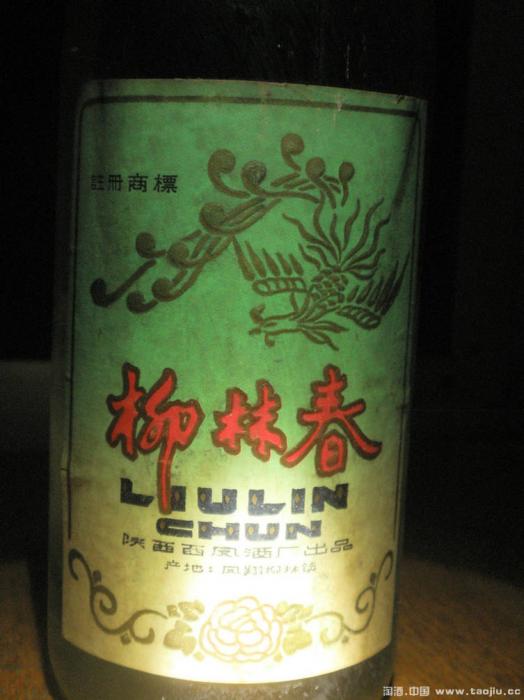 註冊商標
柳林春
LIULIN
CHUN
陕西西凤酒厂出品
产地：凤翔柳林镇
淘酒.中国 www.taojiu.cc